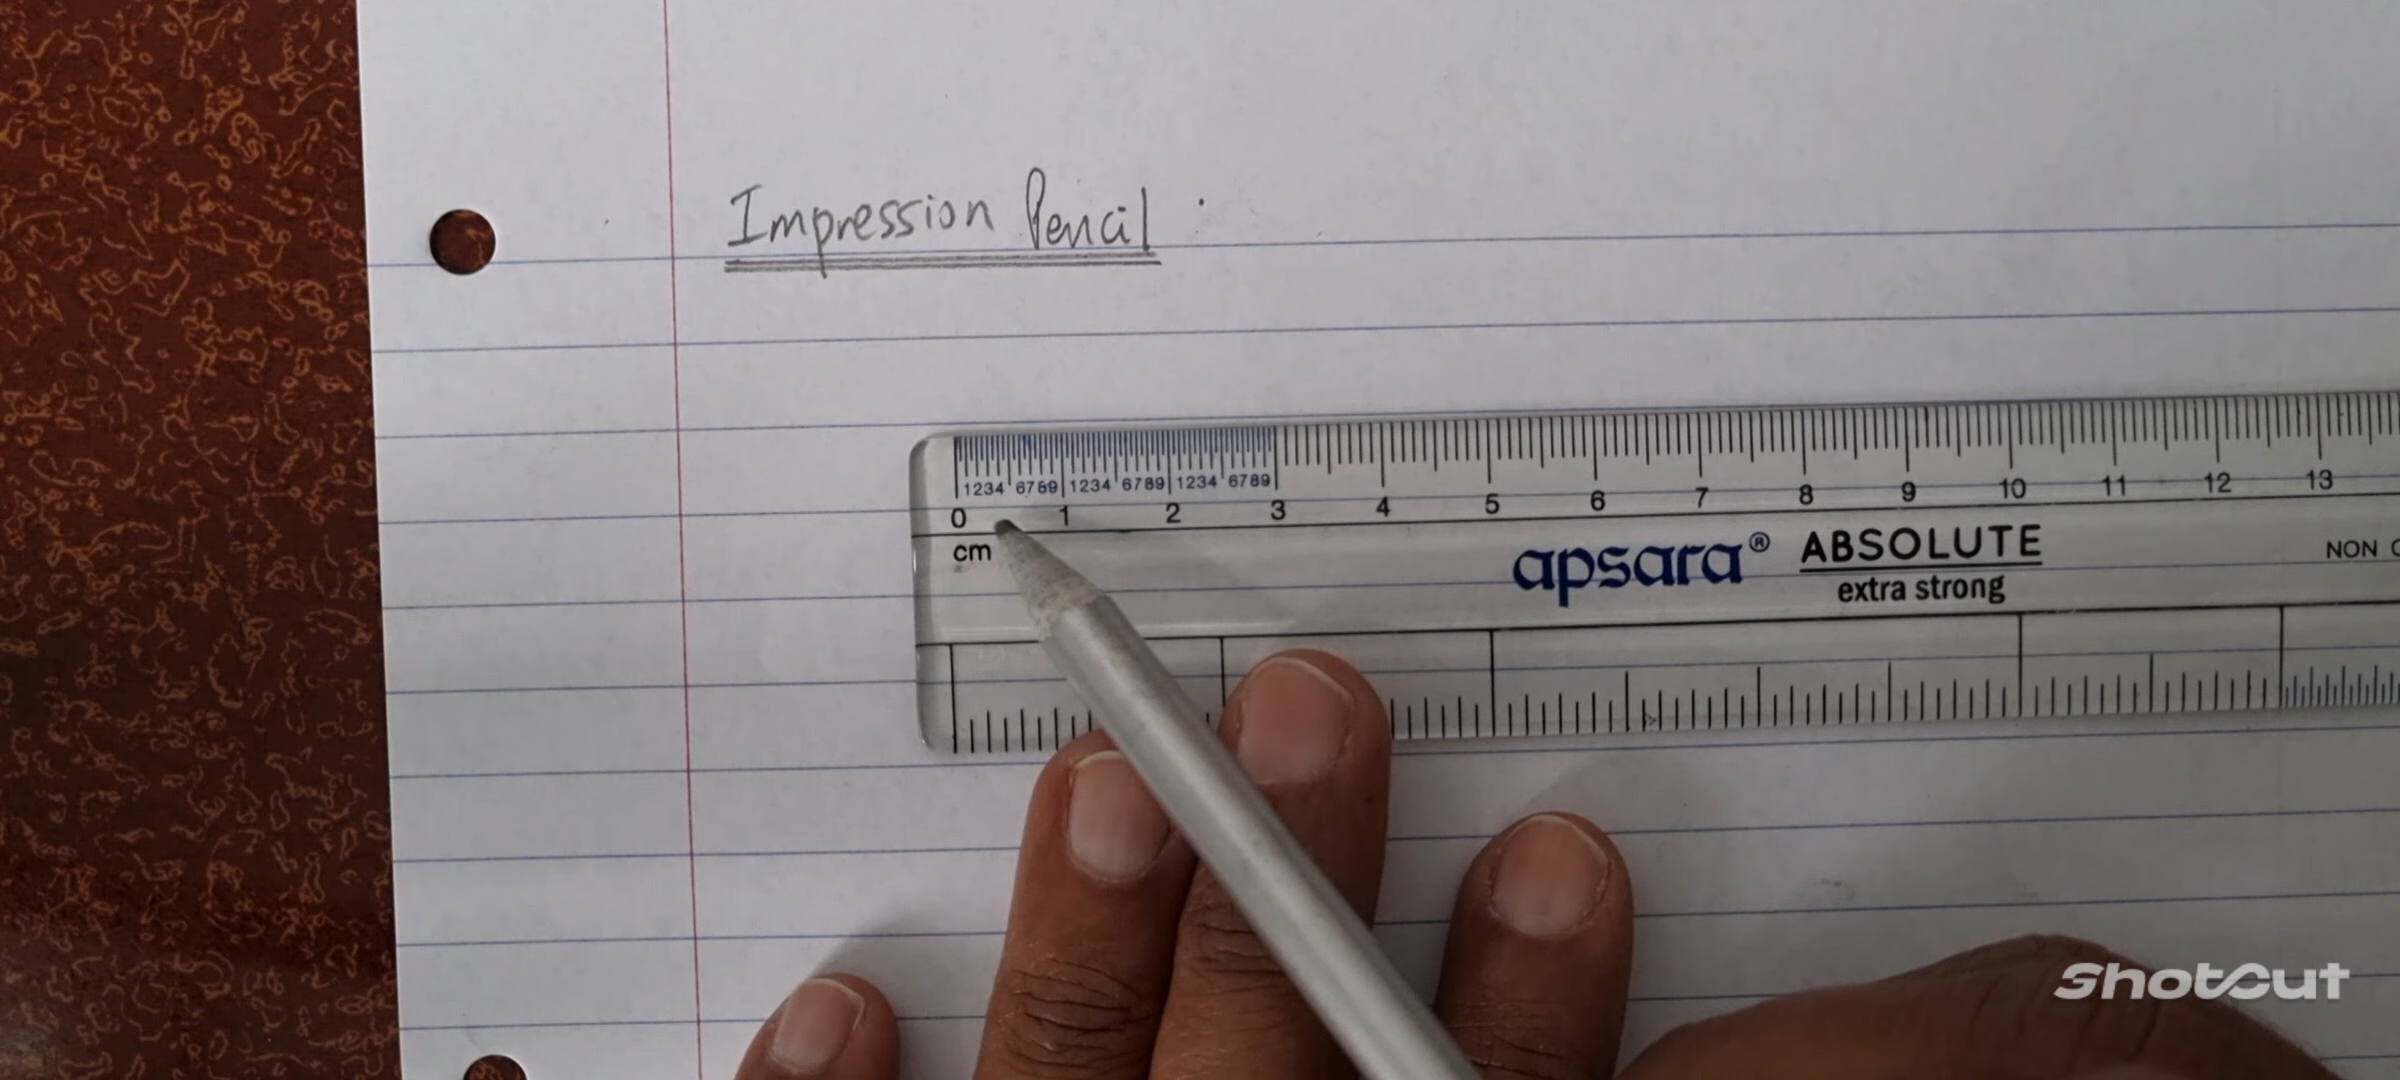 Impression Pencil
1234 6789 1234 6789 1234 6789
0 1 2 3 4 5 6 7 8 9 10 11 12 13
cm
apsara® ABSOLUTE
extra strong
NON
ShotCut